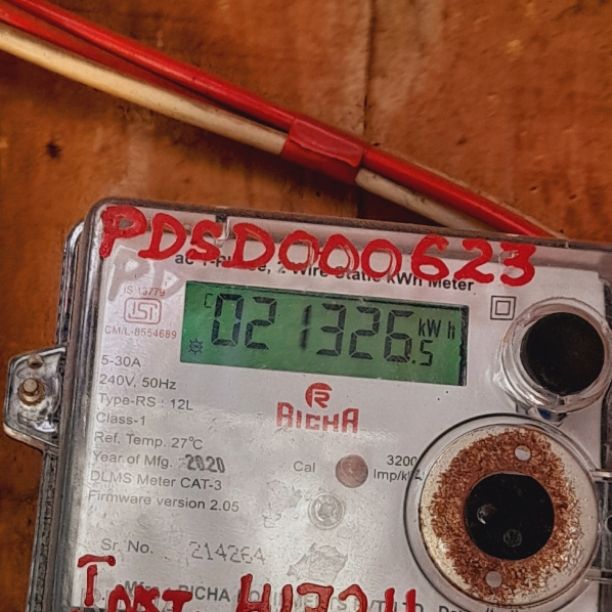 PDSD000623
Static kWh Meter
IS 13779
ISI
CM/L-8554689
C 021326.5 kWh
5-30A
240V, 50Hz
RICHA
Type-RS : 12L
Class-1
Ref. Temp. 27°C
Year of Mfg. 2020
Cal
3200
DLMS Meter CAT-3
Imp/k
Firmware version 2.05
Sr. No. 214264
RICHA